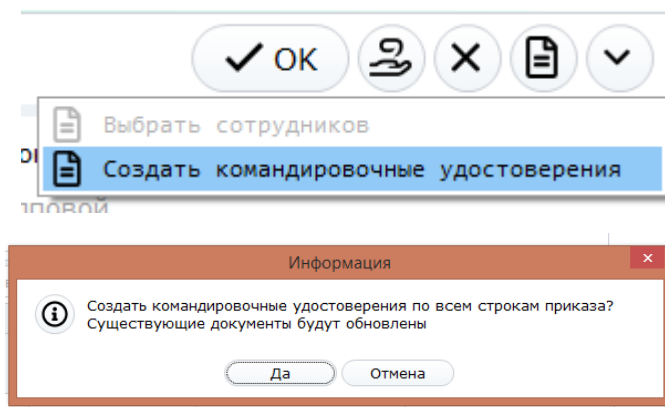 OK
Выбрать сотрудников
Создать командировочные удостоверения
Информация
Создать командировочные удостоверения по всем строкам приказа?
Существующие документы будут обновлены
Да
Отмена